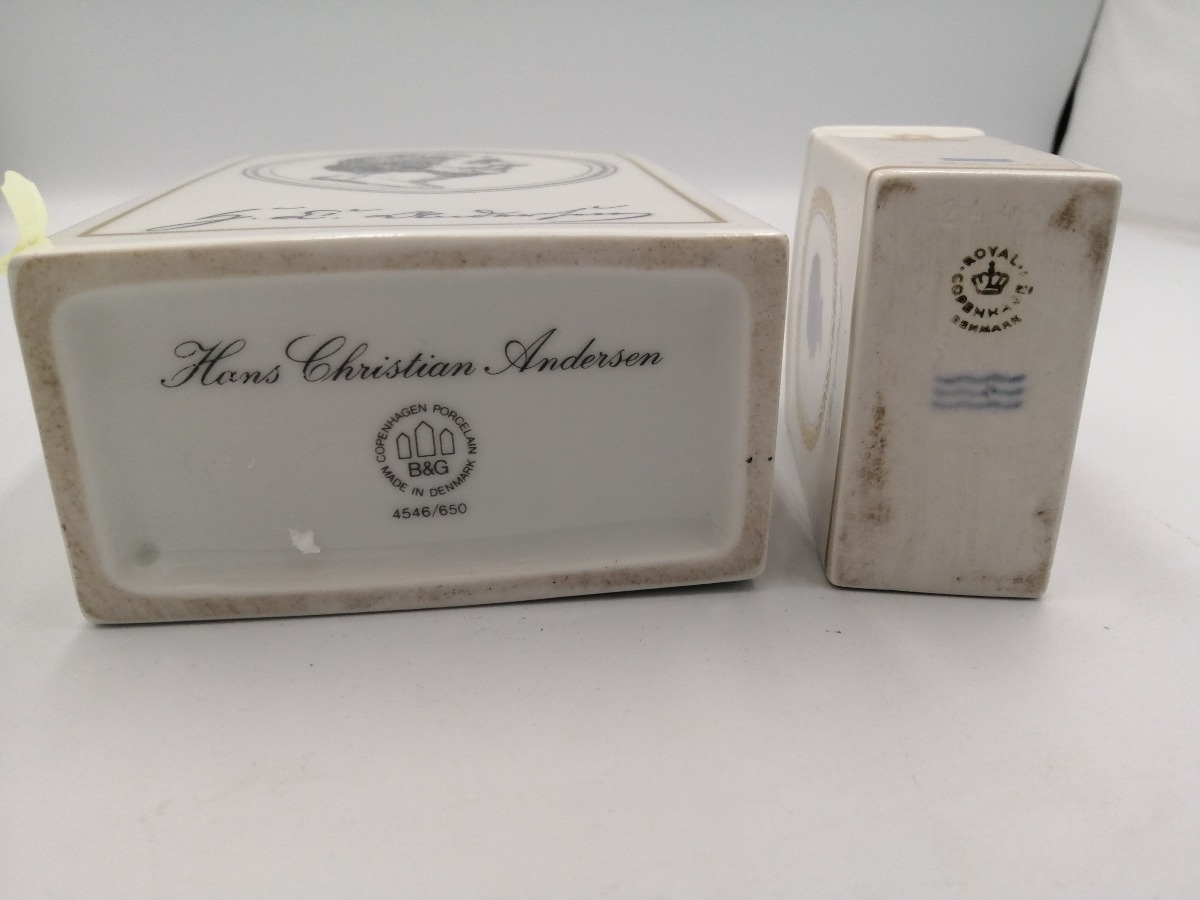 Hans Christian Andersen
COPENHAGEN PORCELAIN
B&G
MADE IN DENMARK
4546/650
ROYAL
COPENHAGEN
DENMARK